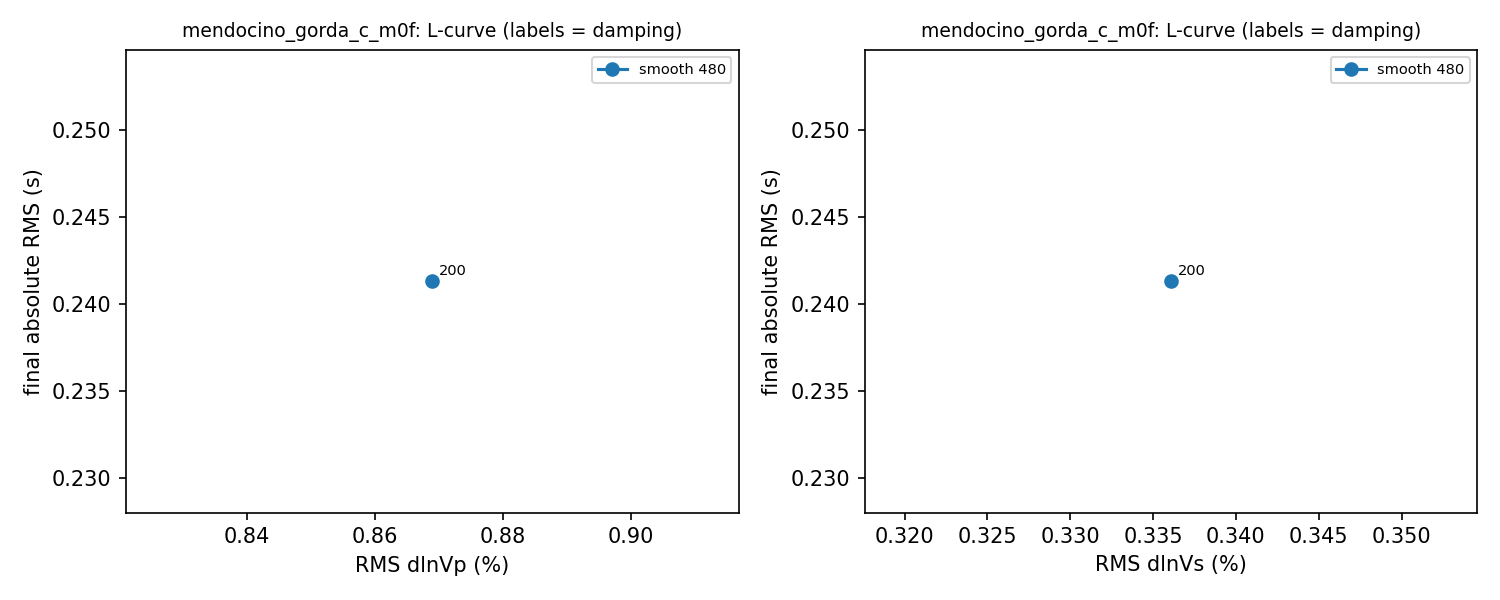 mendocino_gorda_c_m0f: L-curve (labels = damping)
smooth 480
0.250
0.245
0.240
0.235
0.230
final absolute RMS (s)
200
0.84
0.86
0.88
0.90
RMS dlnVp (%)
mendocino_gorda_c_m0f: L-curve (labels = damping)
smooth 480
0.250
0.245
0.240
0.235
0.230
final absolute RMS (s)
200
0.320
0.325
0.330
0.335
0.340
0.345
0.350
RMS dlnVs (%)